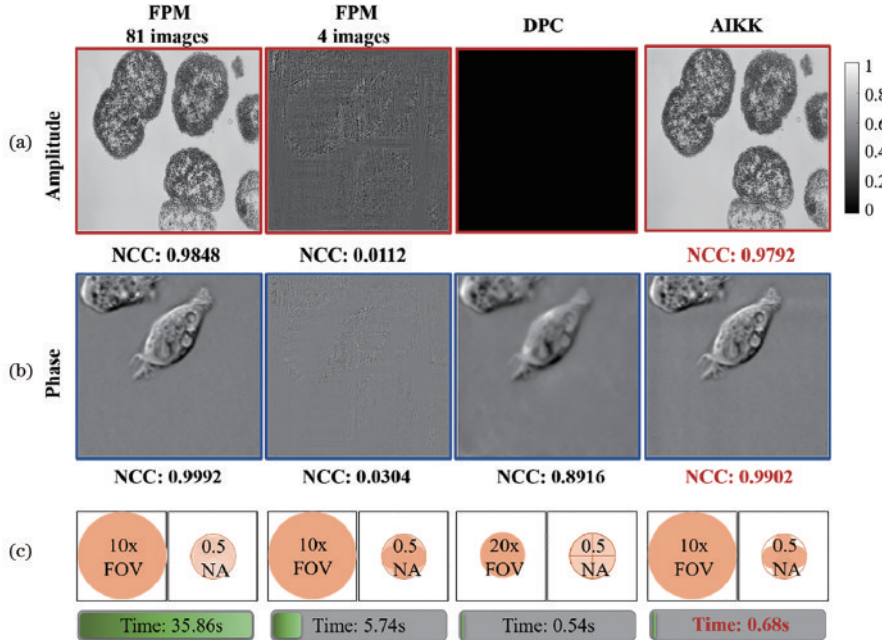 FPM
81 images
FPM
4 images
DPC
AIKK
(a)
Amplitude
1
0.8
0.6
0.4
0.2
0
NCC: 0.9848
NCC: 0.0112
NCC: 0.9792
(b)
Phase
NCC: 0.9992
NCC: 0.0304
NCC: 0.8916
NCC: 0.9902
(c)
10x
FOV
0.5
NA
10x
FOV
0.5
NA
20x
FOV
0.5
NA
10x
FOV
0.5
NA
Time: 35.86s
Time: 5.74s
Time: 0.54s
Time: 0.68s